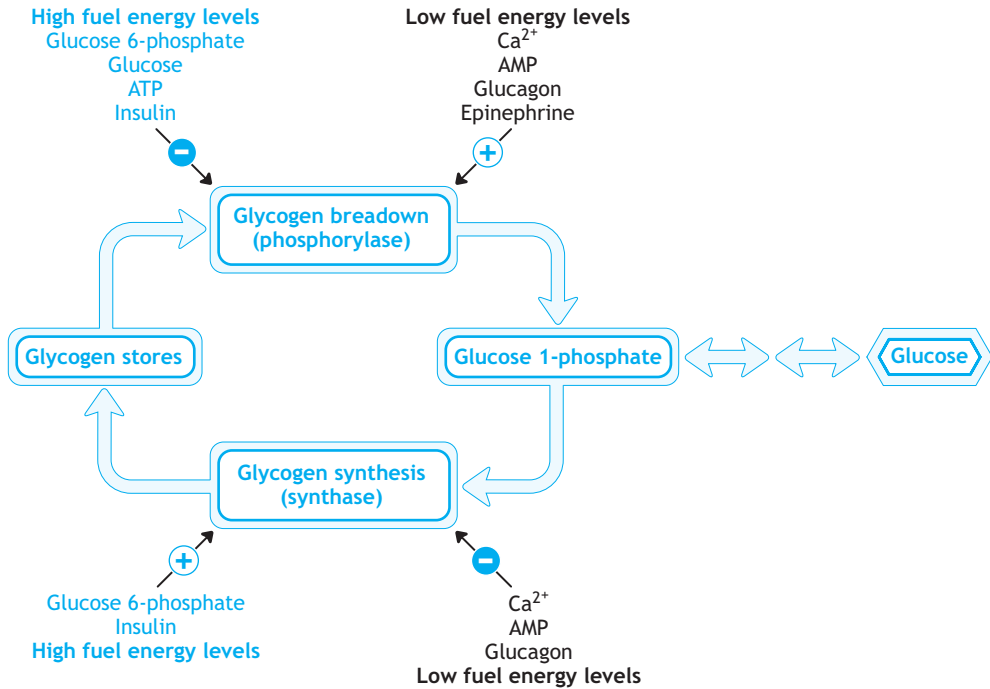 High fuel energy levels
Glucose 6-phosphate
Glucose
ATP
Insulin
Low fuel energy levels
Ca²⁺
AMP
Glucagon
Epinephrine
−
+
Glycogen breadown
(phosphorylase)
Glycogen stores
Glucose 1-phosphate
Glucose
Glycogen synthesis
(synthase)
+
−
Glucose 6-phosphate
Insulin
High fuel energy levels
Ca²⁺
AMP
Glucagon
Low fuel energy levels